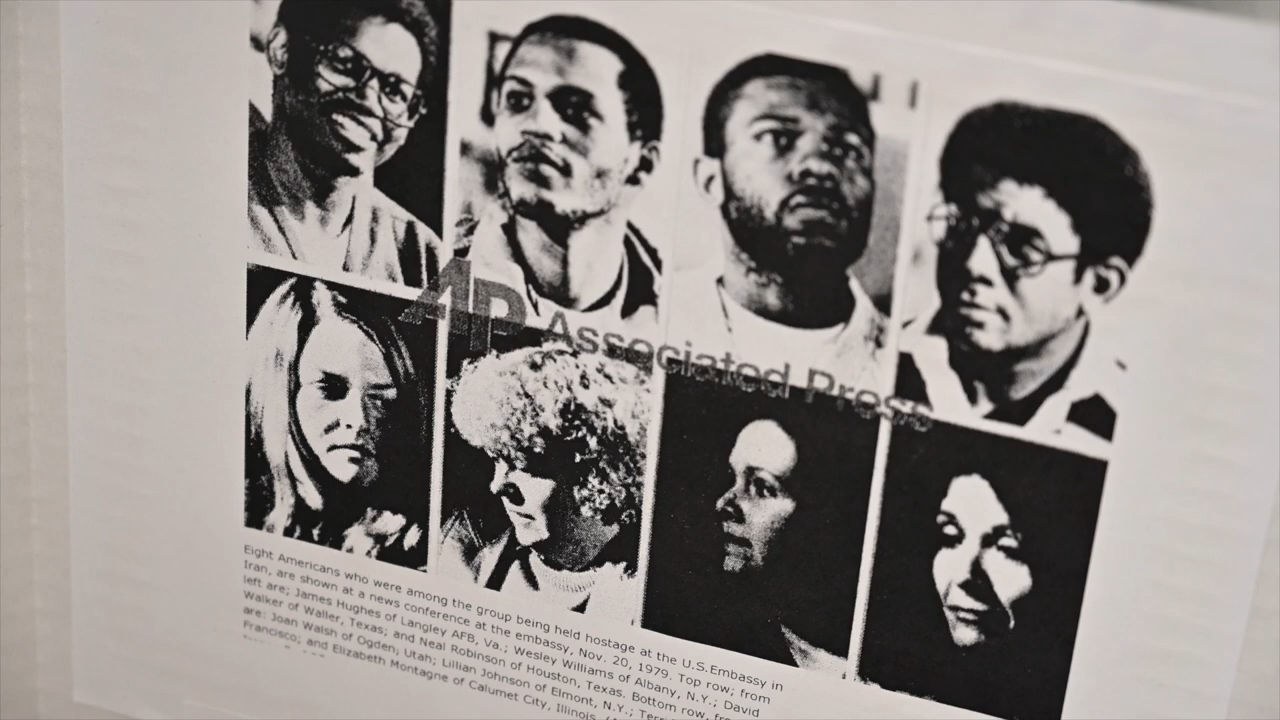 AP Associated Press
Eight Americans who were among the group being held hostage at the U.S.Embassy in
Iran, are shown at a news conference at the embassy, Nov. 20, 1979. Top row; from
left are; James Hughes of Langley AFB, Va.; Wesley Williams of Albany, N.Y.; David
Walker of Waller, Texas; and Neal Robinson of Houston, Texas. Bottom row, fro
are: Joan Walsh of Ogden, Utah; Lillian Johnson of Elmont, N.Y.; Terri
Francisco; and Elizabeth Montagne of Calumet City, Illinois.